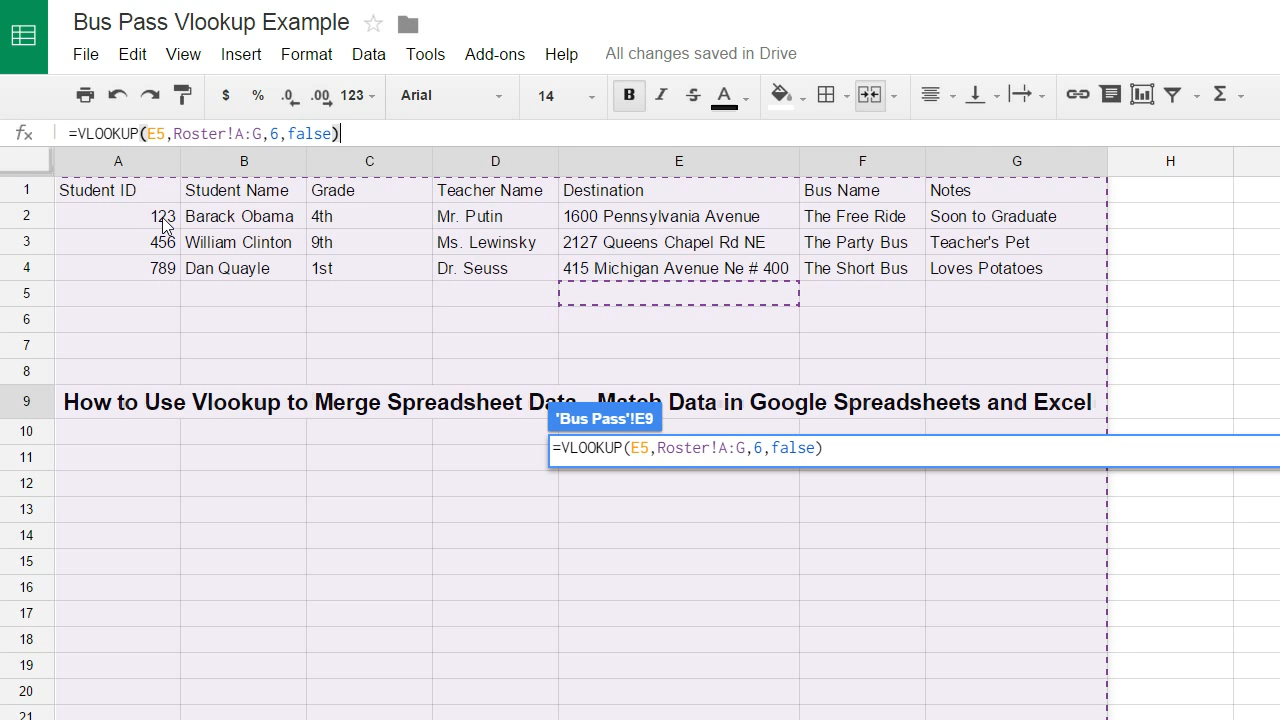 Bus Pass Vlookup Example
File Edit View Insert Format Data Tools Add-ons Help All changes saved in Drive
$ % .0 .00 123 Arial 14 B I S A Σ
fx =VLOOKUP(E5,Roster!A:G,6,false)
A B C D E F G H
1 Student ID Student Name Grade Teacher Name Destination Bus Name Notes
2 123 Barack Obama 4th Mr. Putin 1600 Pennsylvania Avenue The Free Ride Soon to Graduate
3 456 William Clinton 9th Ms. Lewinsky 2127 Queens Chapel Rd NE The Party Bus Teacher's Pet
4 789 Dan Quayle 1st Dr. Seuss 415 Michigan Avenue Ne # 400 The Short Bus Loves Potatoes
5
6
7
8
9 How to Use Vlookup to Merge Spreadsheet Data - Match Data in Google Spreadsheets and Excel
'Bus Pass'!E9
10
=VLOOKUP(E5,Roster!A:G,6,false)
11
12
13
14
15
16
17
18
19
20
21